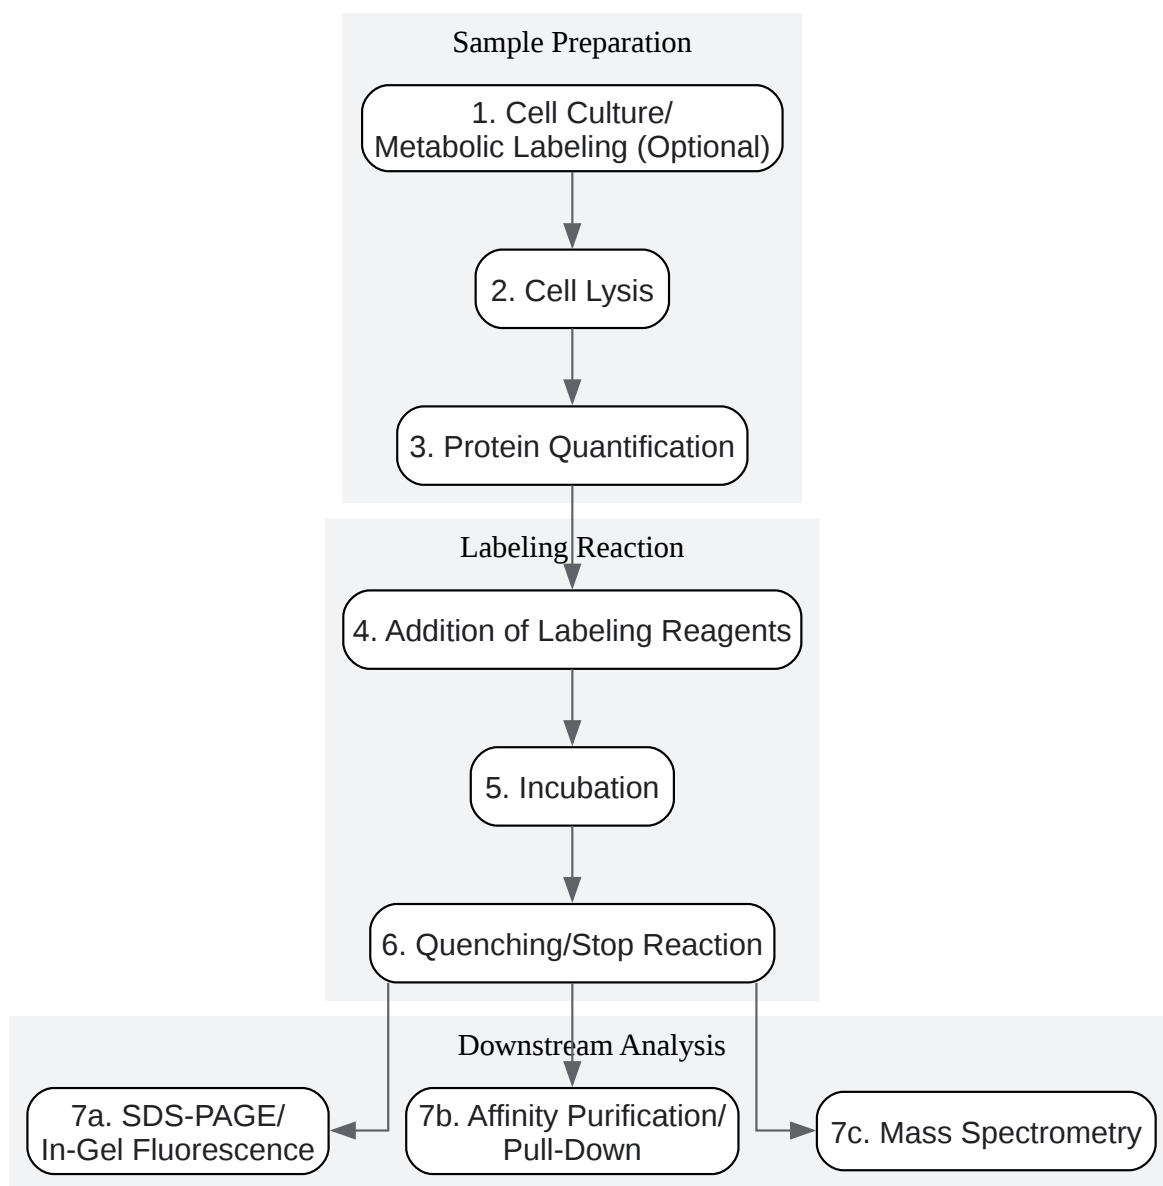 Sample Preparation
1. Cell Culture/
Metabolic Labeling (Optional)
2. Cell Lysis
3. Protein Quantification
Labeling Reaction
4. Addition of Labeling Reagents
5. Incubation
6. Quenching/Stop Reaction
Downstream Analysis
7a. SDS-PAGE/
In-Gel Fluorescence
7b. Affinity Purification/
Pull-Down
7c. Mass Spectrometry